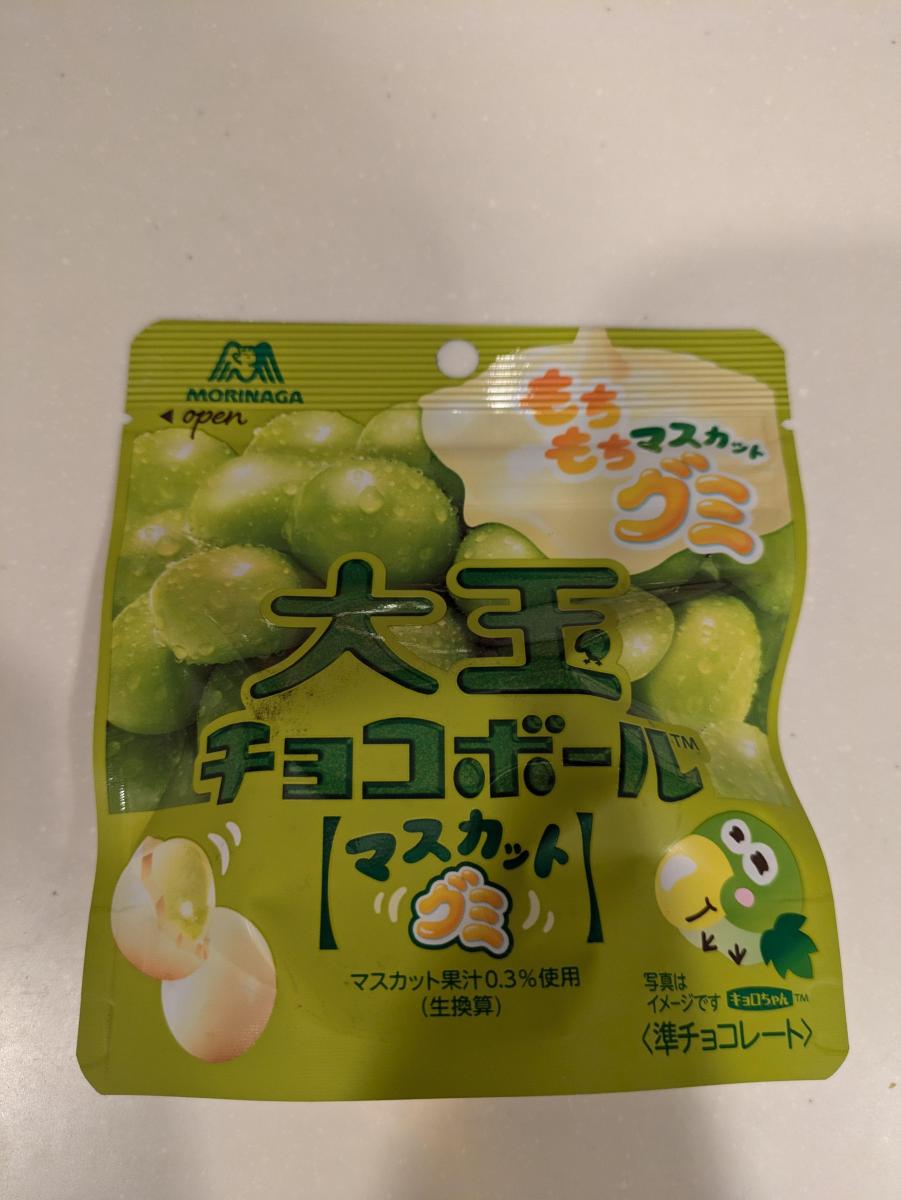 MORINAGA
open
もち
もちマスカット
グミ
大玉
チョコボール™
【マスカット
グミ】
マスカット果汁0.3%使用
(生換算)
写真は
イメージです
キョロちゃん™
〈準チョコレート〉